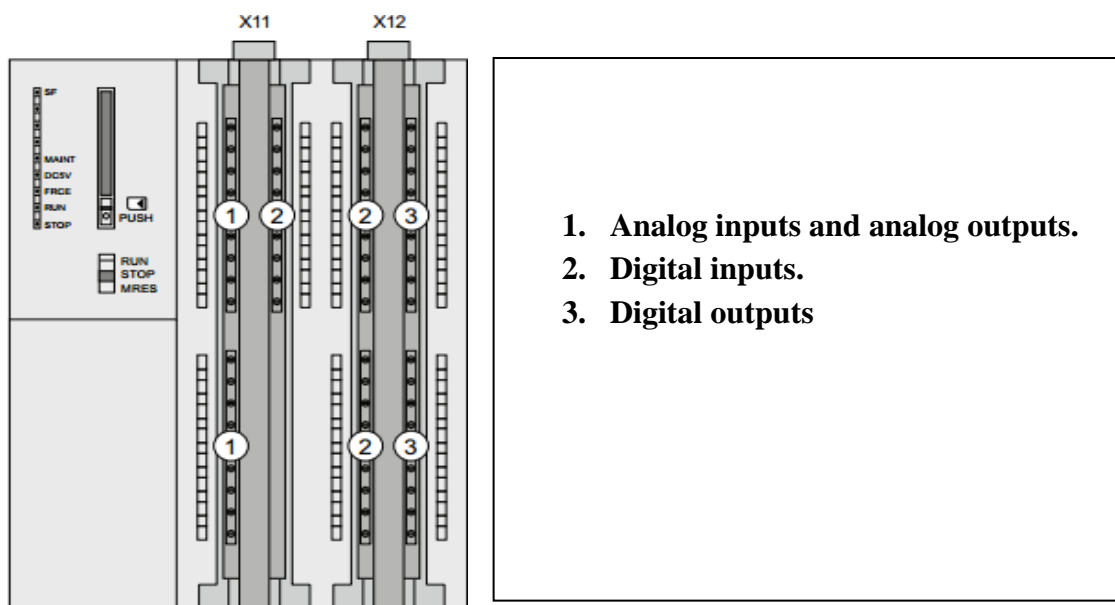 X11
X12
SF
MAINT
DC5V
FRCE
RUN
STOP
PUSH
RUN
STOP
MRES
1
2
2
3
1
2
3
1. Analog inputs and analog outputs.
2. Digital inputs.
3. Digital outputs